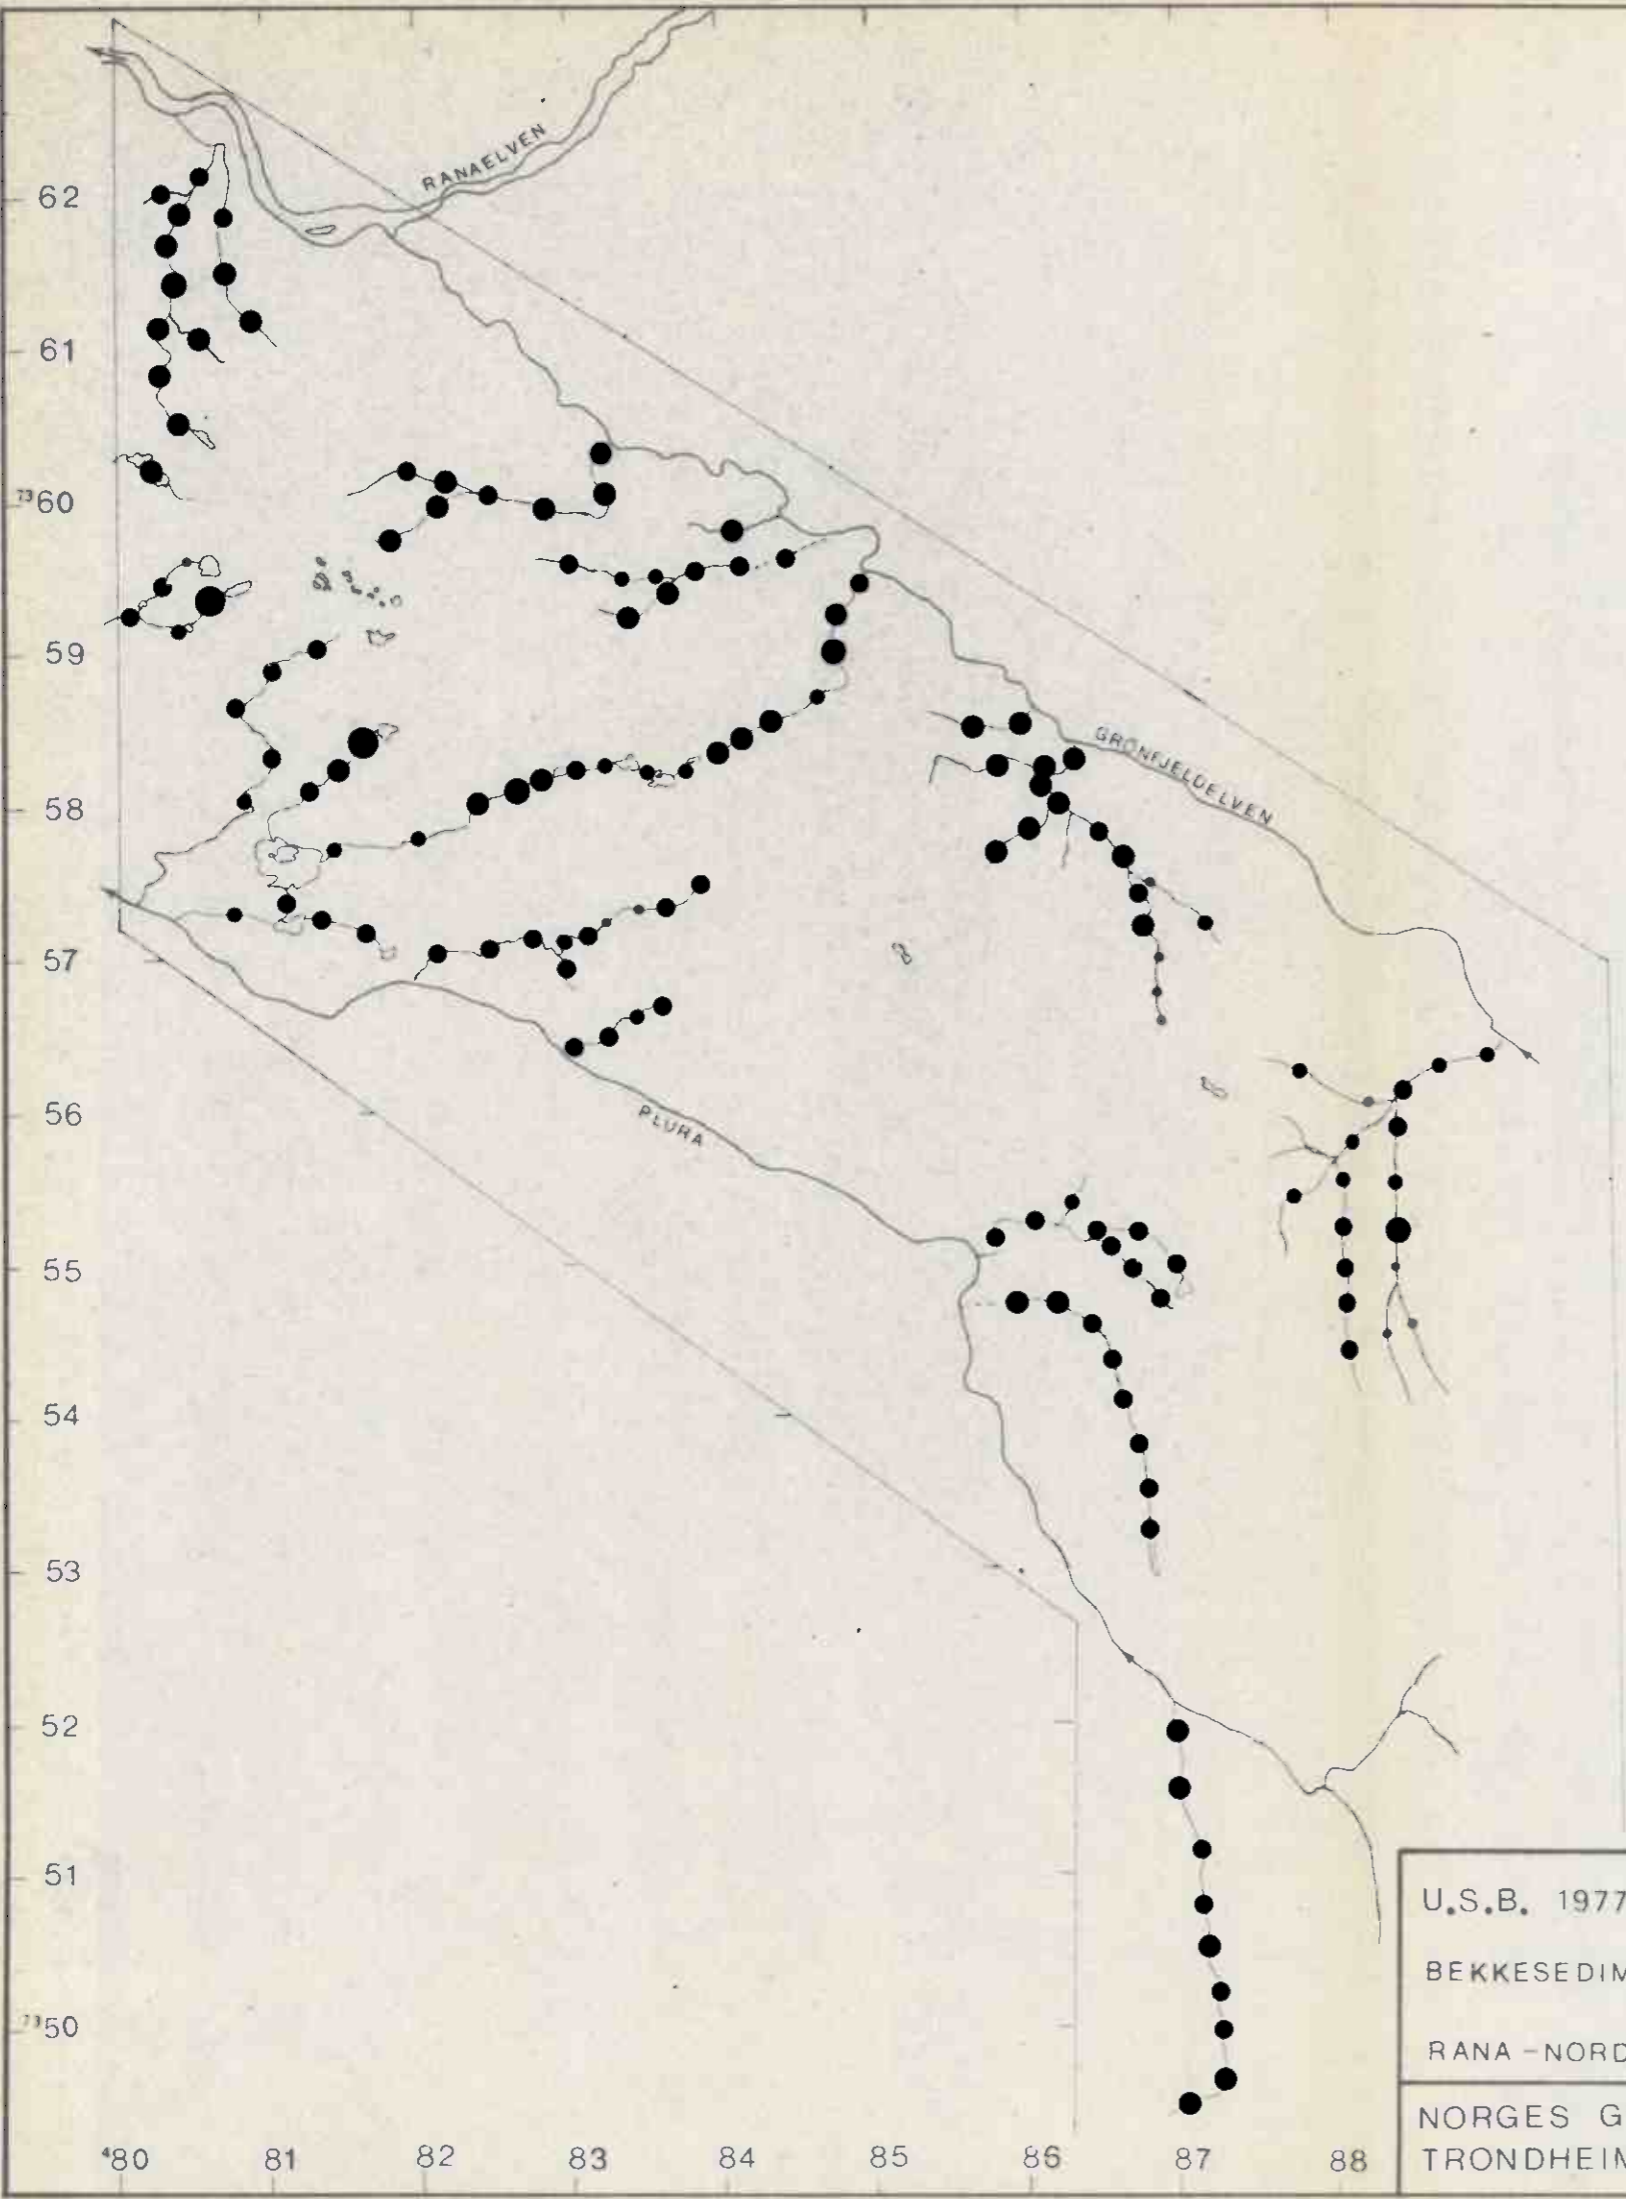 RANAELVEN
62
61
7360
59
GRØNFJELDELVEN
58
57
56
PLURA
55
54
53
52
51
U.S.B. 1977
BEKKESEDIM
7350
RANA-NORD
NORGES G
480 81 82 83 84 85 86 87 88
TRONDHEIM